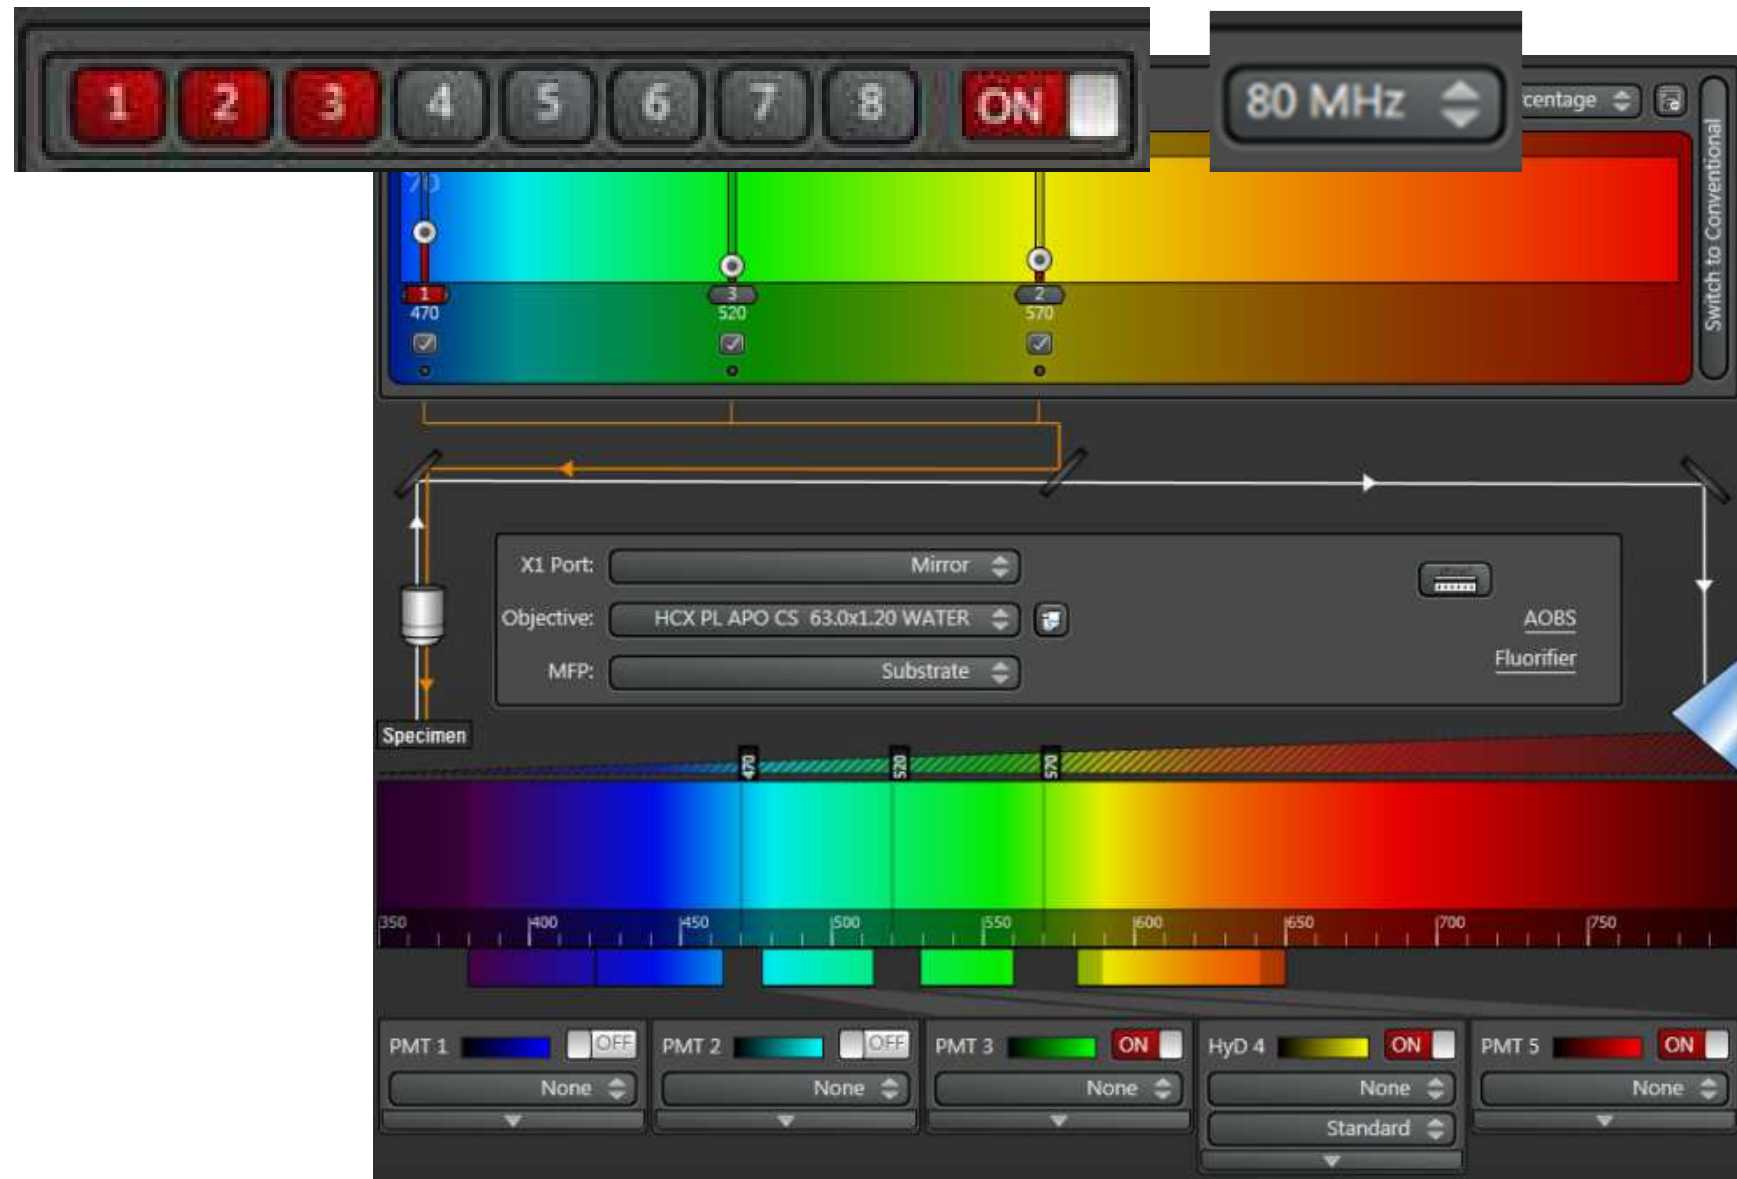 1 2 3 4 5 6 7 8 ON
80 MHz
centage
Switch to Conventional
1 3 2
470 520 570
X1 Port: Mirror
Objective: HCX PL APO CS 63.0x1.20 WATER
AOBS
Fluorifier
MFP: Substrate
Specimen
470 520 570
350 400 450 500 550 600 650 700 750
PMT 1 OFF PMT 2 OFF PMT 3 ON HyD 4 ON PMT 5 ON
None None None None None
Standard